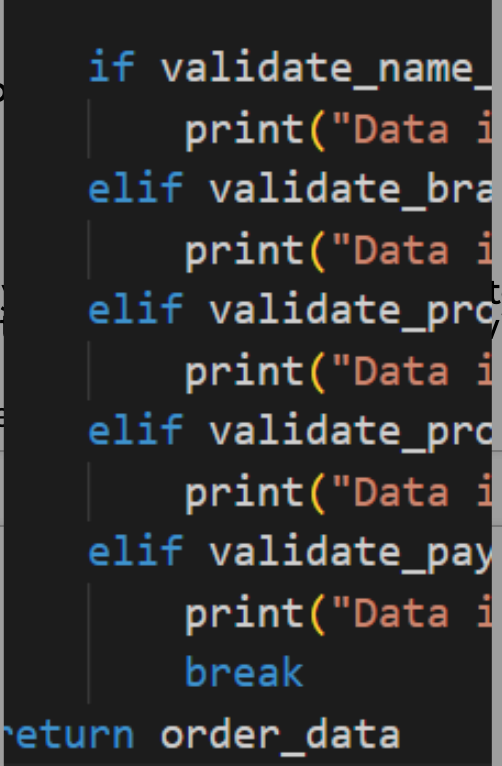 if validate_name_
print("Data i
elif validate_bra
print("Data i
elif validate_pro
print("Data i
elif validate_pro
print("Data i
elif validate_pay
print("Data i
break
return order_data